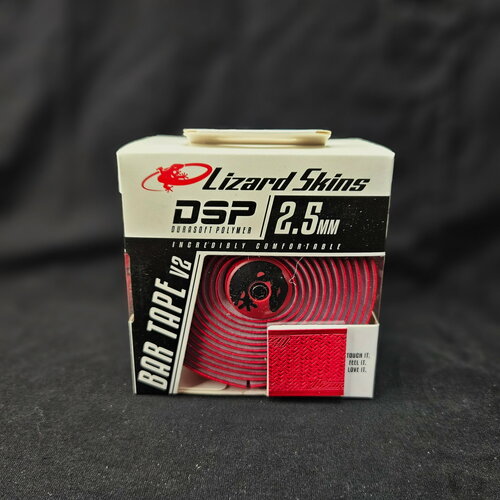 Lizard Skins
DSP
DURASOFT POLYMER
2.5MM
INCREDIBLY COMFORTABLE
BAR TAPE V2
TOUCH IT.
FEEL IT.
LOVE IT.